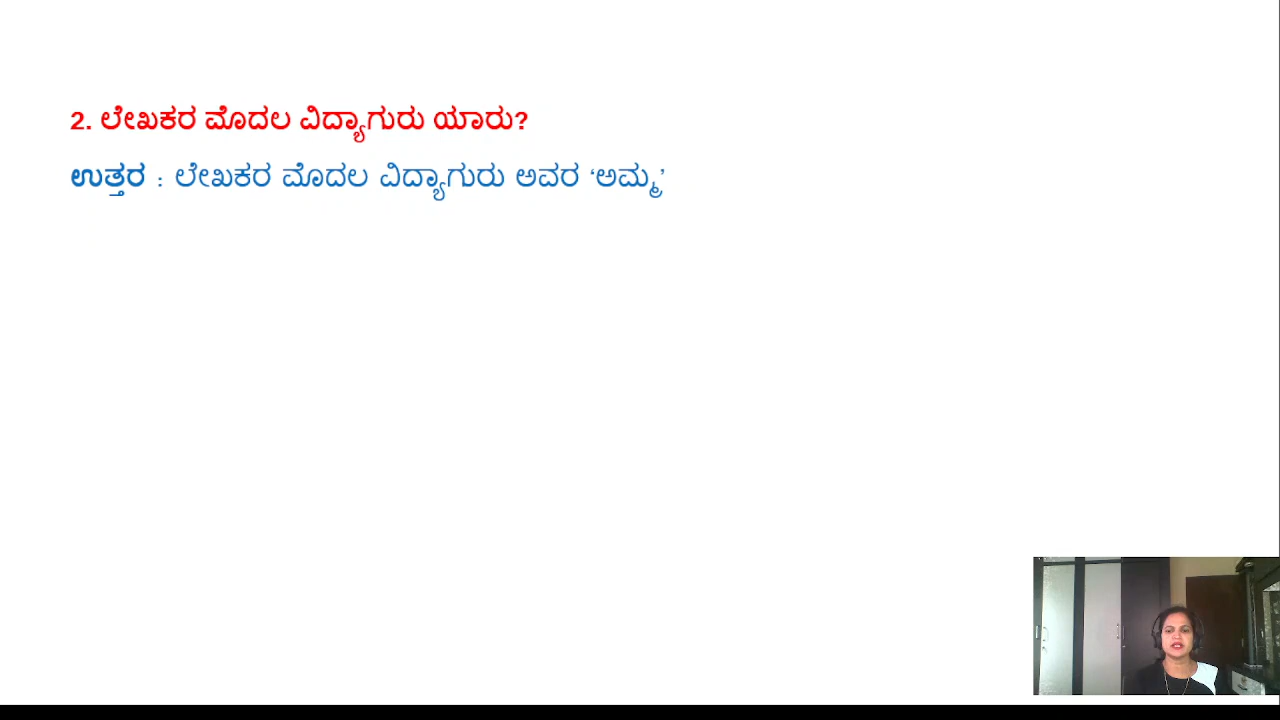 2. ಲೇಖಕರ ಮೊದಲ ವಿದ್ಯಾಗುರು ಯಾರು?
ಉತ್ತರ : ಲೇಖಕರ ಮೊದಲ ವಿದ್ಯಾಗುರು ಅವರ ‘ಅಮ್ಮ’